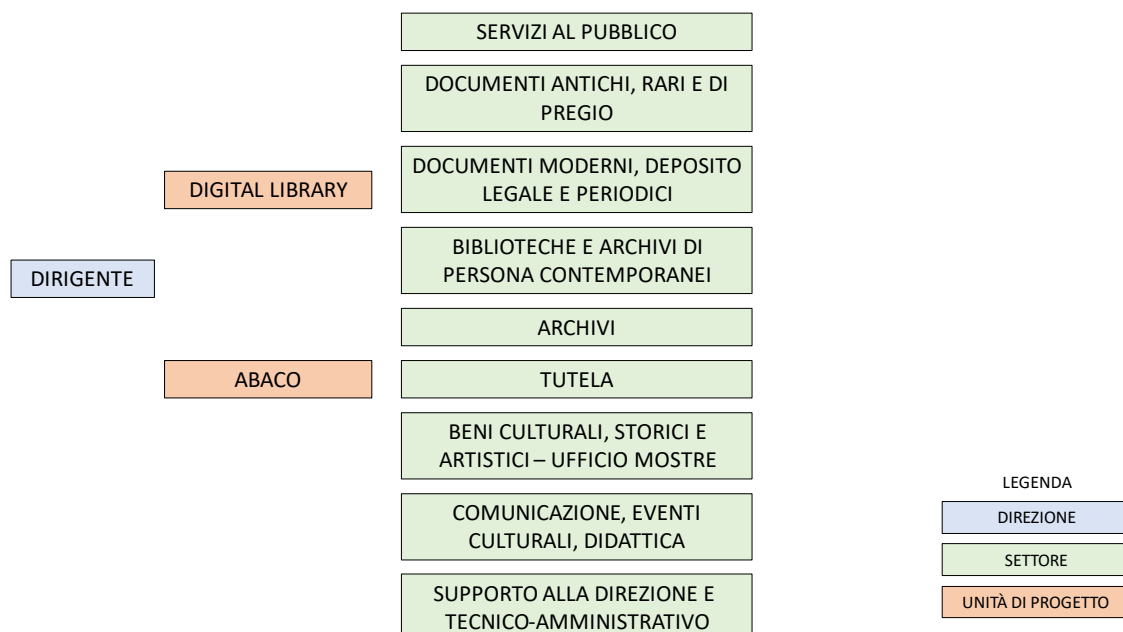 SERVIZI AL PUBBLICO
DOCUMENTI ANTICHI, RARI E DI
PREGIO
DIGITAL LIBRARY
DOCUMENTI MODERNI, DEPOSITO
LEGALE E PERIODICI
DIRIGENTE
BIBLIOTECHE E ARCHIVI DI
PERSONA CONTEMPORANEI
ARCHIVI
ABACO
TUTELA
BENI CULTURALI, STORICI E
ARTISTICI – UFFICIO MOSTRE
COMUNICAZIONE, EVENTI
CULTURALI, DIDATTICA
SUPPORTO ALLA DIREZIONE E
TECNICO-AMMINISTRATIVO
LEGENDA
DIREZIONE
SETTORE
UNITÀ DI PROGETTO